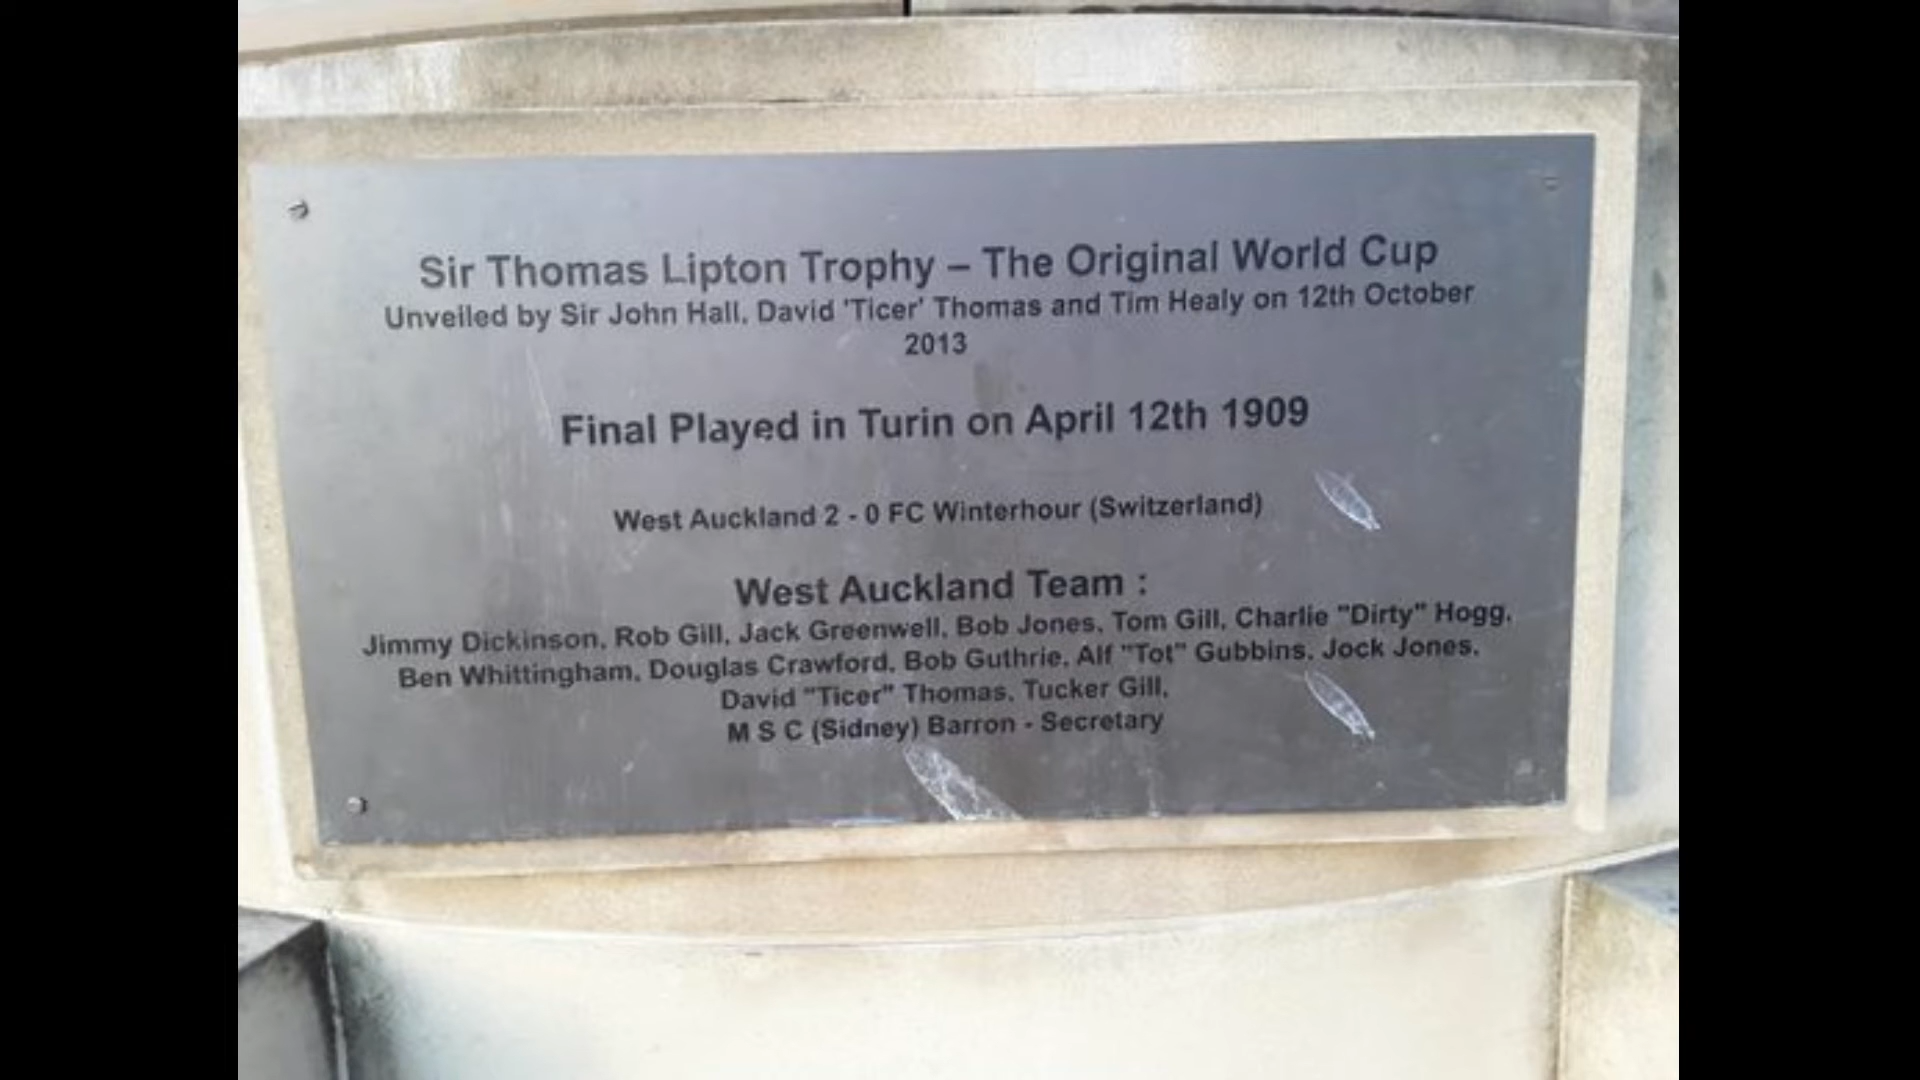 Sir Thomas Lipton Trophy – The Original World Cup
Unveiled by Sir John Hall, David 'Ticer' Thomas and Tim Healy on 12th October
2013
Final Played in Turin on April 12th 1909
West Auckland 2 - 0 FC Winterhour (Switzerland)
West Auckland Team :
Jimmy Dickinson, Rob Gill, Jack Greenwell, Bob Jones, Tom Gill, Charlie "Dirty" Hogg,
Ben Whittingham, Douglas Crawford, Bob Guthrie, Alf "Tot" Gubbins, Jock Jones,
David "Ticer" Thomas, Tucker Gill,
M S C (Sidney) Barron - Secretary